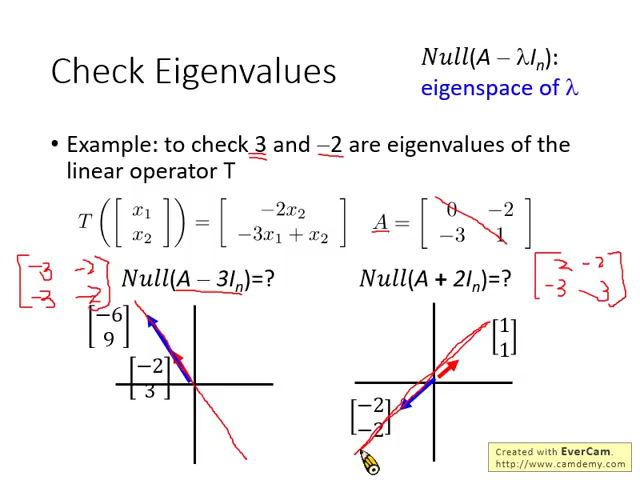 Null(A − λIₙ):
eigenspace of λ
Check Eigenvalues
• Example: to check 3 and −2 are eigenvalues of the
linear operator T
T([x₁ x₂]) = [−2x₂ −3x₁ + x₂] A = [0 −2 −3 1]
[-3 -2 -3 -2]
Null(A − 3Iₙ)=?
Null(A + 2Iₙ)=?
[2 -2 -3 3]
[−6 9]
[−2 3]
[1 1]
[−2 −2]
Created with EverCam.
http://www.camdemy.com